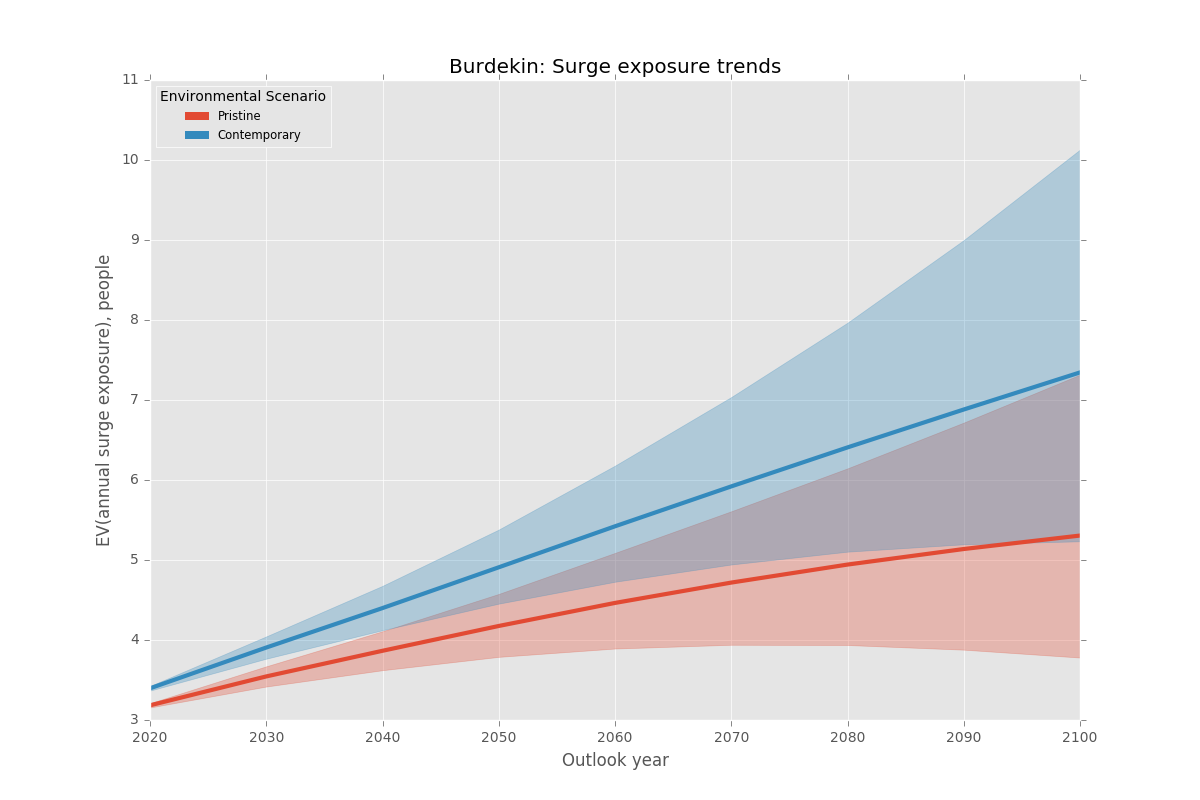 Burdekin: Surge exposure trends
Environmental Scenario
Pristine
Contemporary
EV(annual surge exposure), people
11
10
9
8
7
6
5
4
3
2020 2030 2040 2050 2060 2070 2080 2090 2100
Outlook year